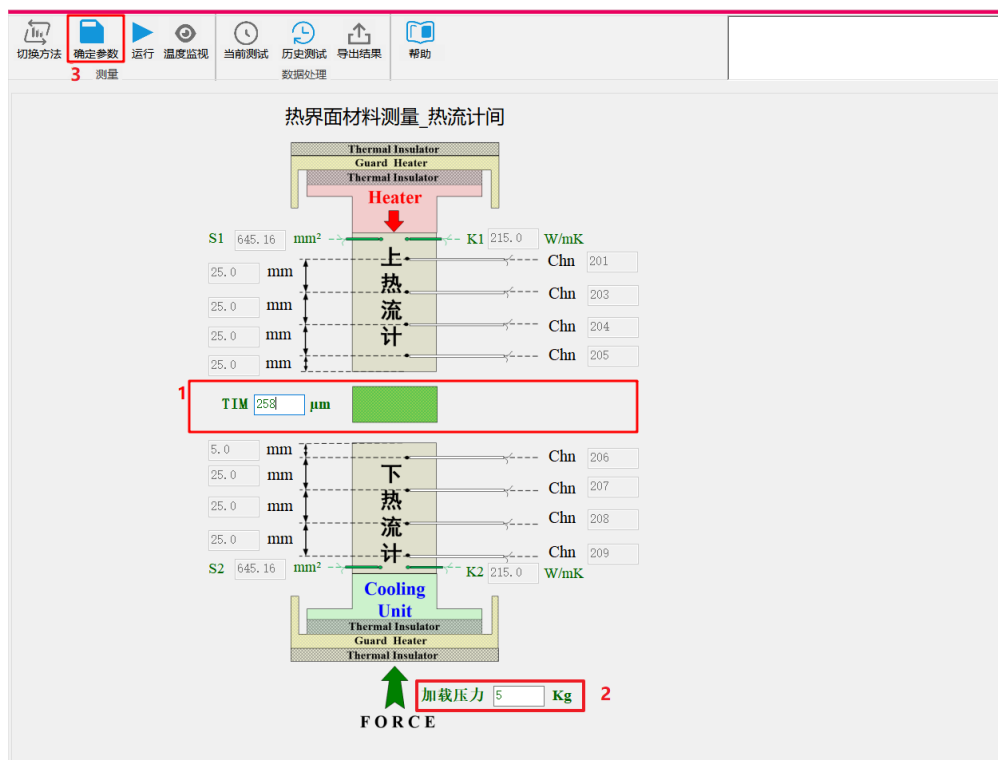 切换方法 确定参数 运行 温度监视 当前测试 历史测试 导出结果 帮助
3 测量 数据处理
热界面材料测量_热流计间
Thermal Insulator
Guard Heater
Thermal Insulator
Heater
S1 645.16 mm² K1 215.0 W/mK
上热流计
Chn 201
25.0 mm
Chn 203
25.0 mm
Chn 204
25.0 mm
Chn 205
25.0 mm
1
TIM 258 μm
5.0 mm
Chn 206
25.0 mm
下热流计
Chn 207
25.0 mm
Chn 208
25.0 mm
Chn 209
S2 645.16 mm² K2 215.0 W/mK
Cooling
Unit
Thermal Insulator
Guard Heater
Thermal Insulator
加载压力 5 Kg 2
FORCE